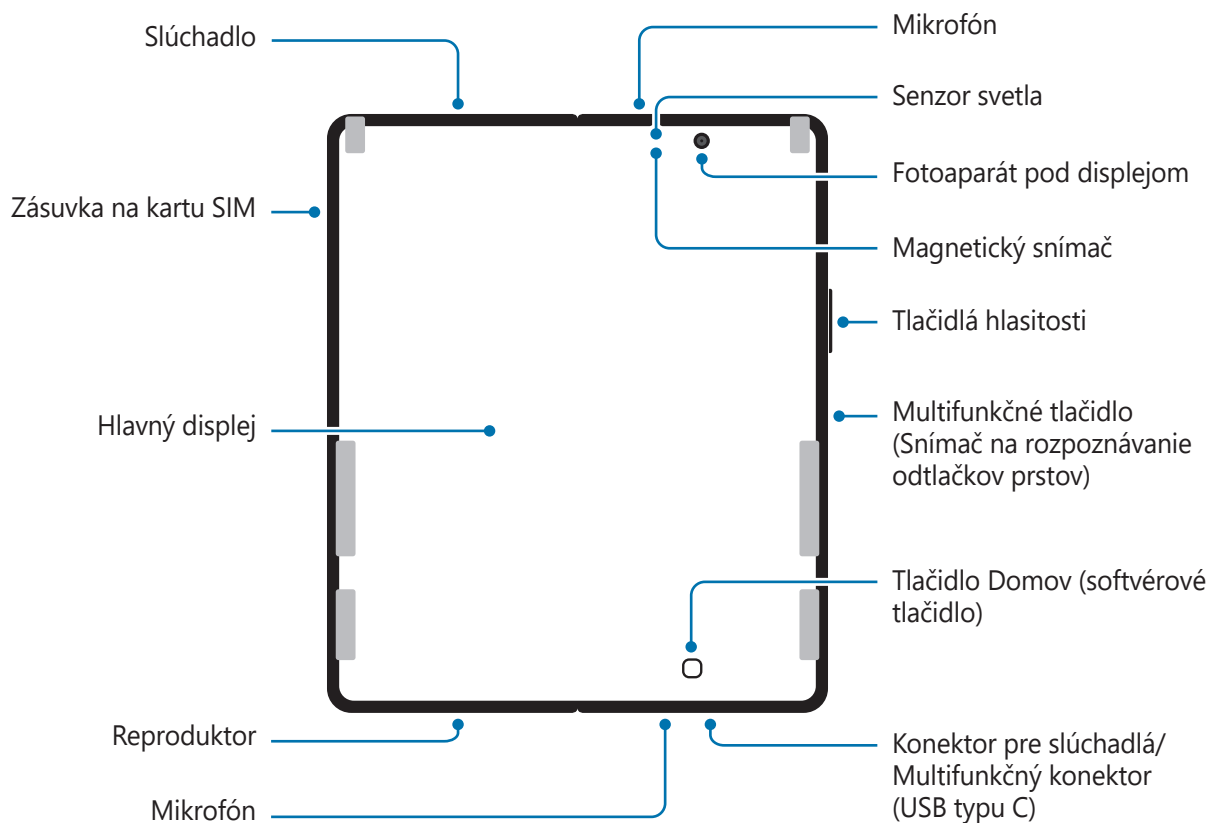 Slúchadlo
Zásuvka na kartu SIM
Hlavný displej
Reproduktor
Mikrofón
Mikrofón
Senzor svetla
Fotoaparát pod displejom
Magnetický snímač
Tlačidlá hlasitosti
Multifunkčné tlačidlo
(Snímač na rozpoznávanie
odtlačkov prstov)
Tlačidlo Domov (softvérové
tlačidlo)
Konektor pre slúchadlá/
Multifunkčný konektor
(USB typu C)